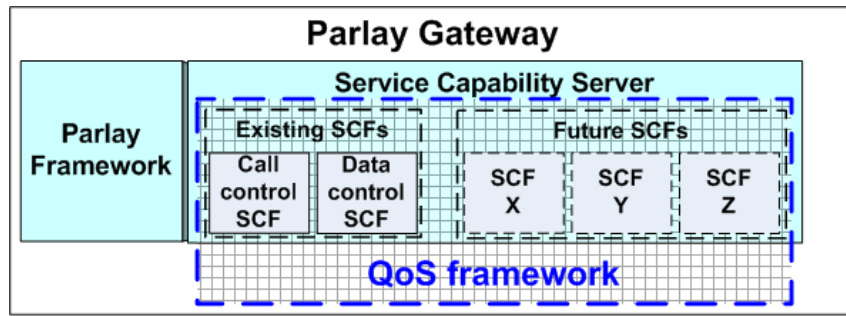 Parlay Gateway
Parlay
Framework
Service Capability Server
Existing SCFs
Call
control
SCF
Data
control
SCF
Future SCFs
SCF
X
SCF
Y
SCF
Z
QoS framework